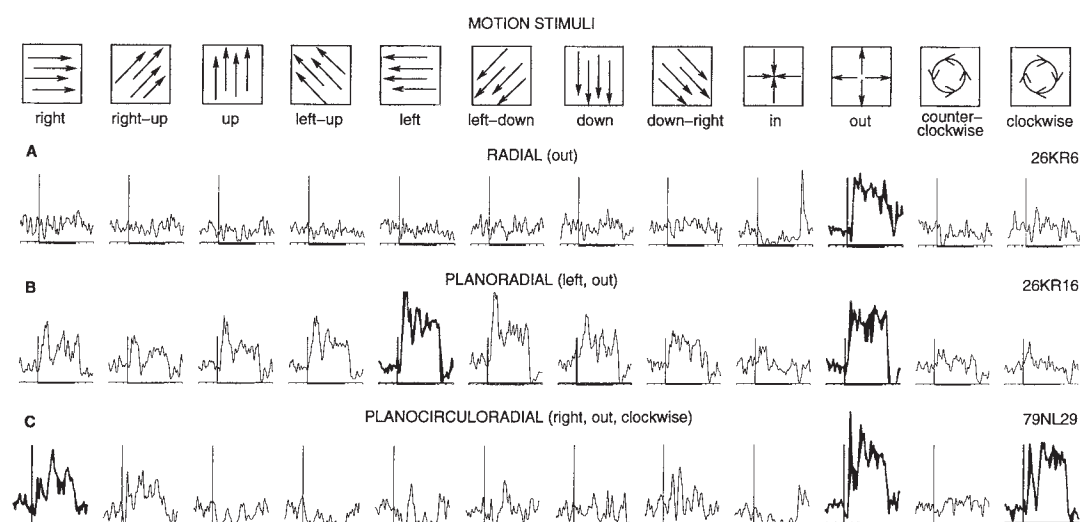 MOTION STIMULI
right
right–up
up
left–up
left
left–down
down
down–right
in
out
counter–
clockwise
clockwise
A
RADIAL (out)
26KR6
B
PLANORADIAL (left, out)
26KR16
C
PLANOCIRCULORADIAL (right, out, clockwise)
79NL29